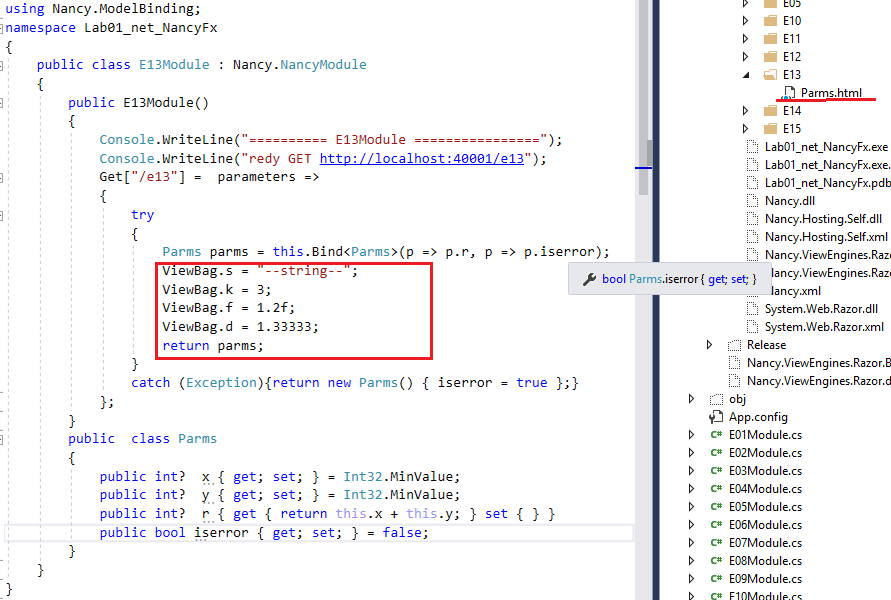 using Nancy.ModelBinding;
namespace Lab01_net_NancyFx
{
public class E13Module : Nancy.NancyModule
{
public E13Module()
{
Console.WriteLine("========== E13Module ================");
Console.WriteLine("redy GET http://localhost:40001/e13");
Get["/e13"] =  parameters =>
{
try
{
Parms parms = this.Bind<Parms>(p => p.r, p => p.iserror);
ViewBag.s = "--string--";
ViewBag.k = 3;
ViewBag.f = 1.2f;
ViewBag.d = 1.33333;
return parms;
}
catch (Exception){return new Parms() { iserror = true };}
};
}
public  class Parms
{
public int?  x { get; set; } = Int32.MinValue;
public int?  y { get; set; } = Int32.MinValue;
public int?  r { get { return this.x + this.y; } set { } }
public bool iserror { get; set; } = false;
}
}
}
bool Parms.iserror { get; set; }
E05
E10
E11
E12
E13
Parms.html
E14
E15
Lab01_net_NancyFx.exe
Lab01_net_NancyFx.exe.
Lab01_net_NancyFx.pdb
Nancy.dll
Nancy.Hosting.Self.dll
Nancy.Hosting.Self.xml
Nancy.ViewEngines.Razo
Nancy.ViewEngines.Razo
Nancy.xml
System.Web.Razor.dll
System.Web.Razor.xml
Release
Nancy.ViewEngines.Razor.B
Nancy.ViewEngines.Razor.d
obj
App.config
C# E01Module.cs
C# E02Module.cs
C# E03Module.cs
C# E04Module.cs
C# E05Module.cs
C# E06Module.cs
C# E07Module.cs
C# E08Module.cs
C# E09Module.cs
C# E10Module.cs